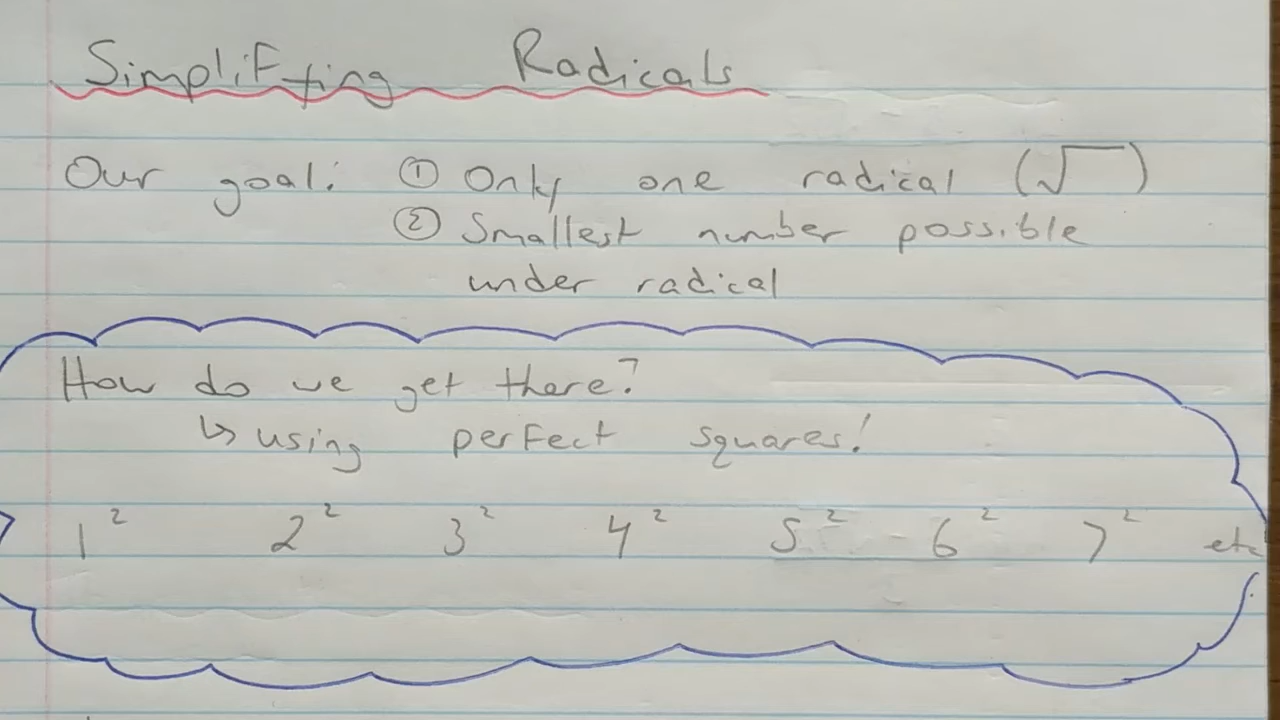 Simplifying Radicals
Our goal: ① Only one radical (√ )
② Smallest number possible
under radical
How do we get there?
↳ using perfect squares!
1² 2² 3² 4² 5² 6² 7² etc